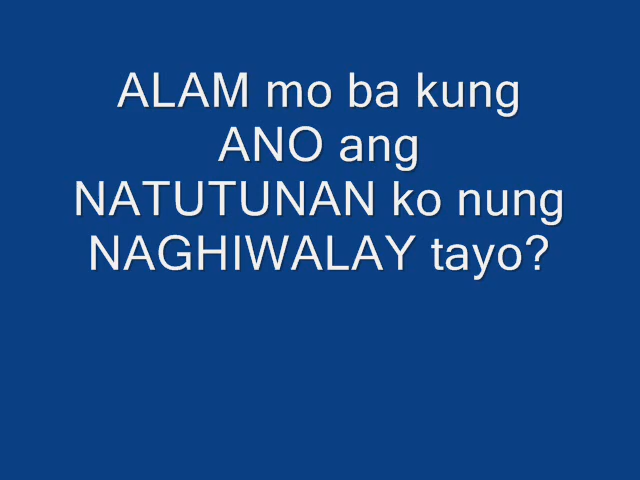 ALAM mo ba kung
ANO ang
NATUTUNAN ko nung
NAGHIWALAY tayo?